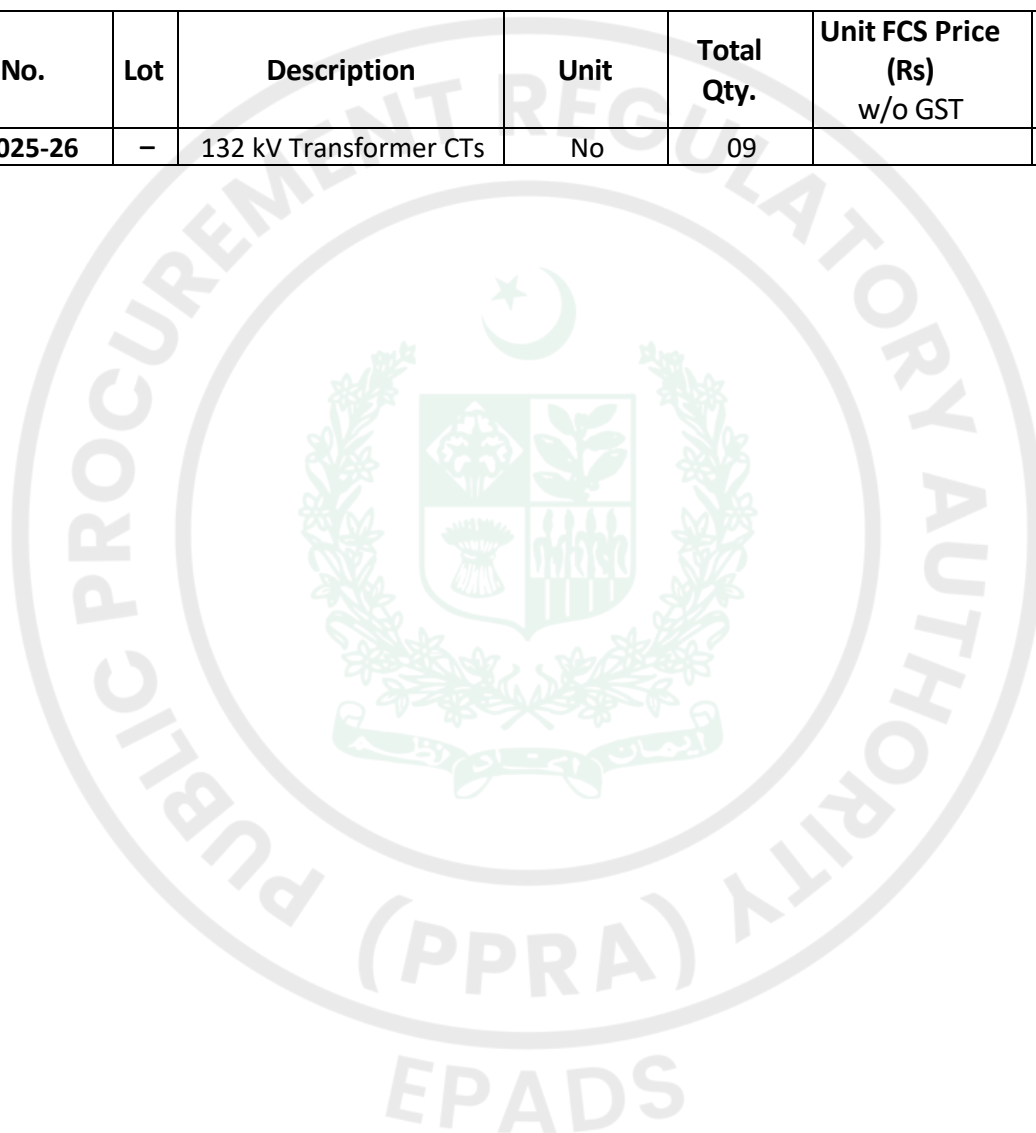 No. Lot Description Unit Total Qty. Unit FCS Price (Rs) w/o GST
025-26 – 132 kV Transformer CTs No 09
PUBLIC PROCUREMENT REGULATORY AUTHORITY
(PPRA)
EPADS